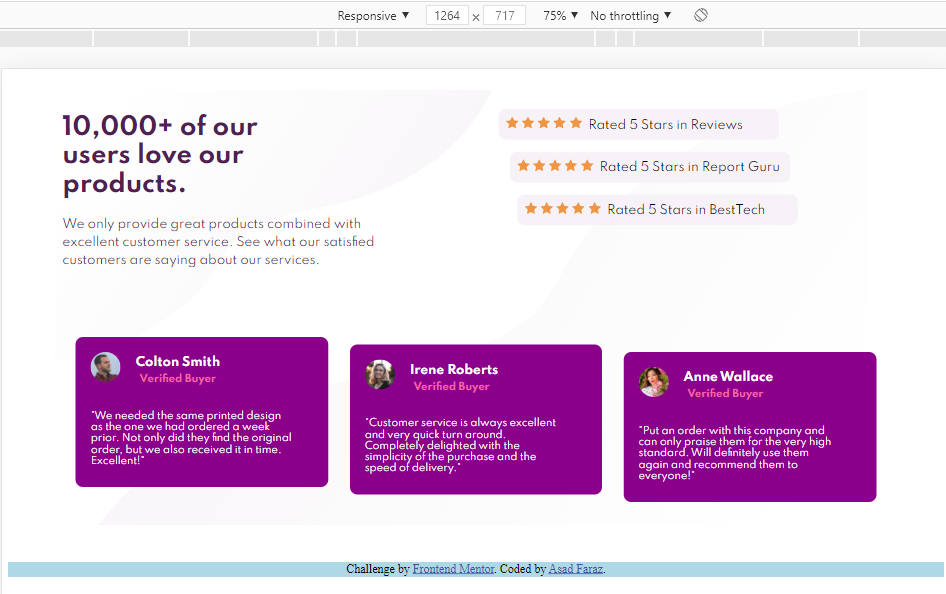 Responsive ▼ 1264 × 717 75% ▼ No throttling ▼
10,000+ of our
users love our
products.
We only provide great products combined with
excellent customer service. See what our satisfied
customers are saying about our services.
Rated 5 Stars in Reviews
Rated 5 Stars in Report Guru
Rated 5 Stars in BestTech
Colton Smith
Verified Buyer
"We needed the same printed design
as the one we had ordered a week
prior. Not only did they find the original
order, but we also received it in time.
Excellent!"
Irene Roberts
Verified Buyer
"Customer service is always excellent
and very quick turn around.
Completely delighted with the
simplicity of the purchase and the
speed of delivery."
Anne Wallace
Verified Buyer
"Put an order with this company and
can only praise them for the very high
standard. Will definitely use them
again and recommend them to
everyone!"
Challenge by Frontend Mentor. Coded by Asad Faraz.